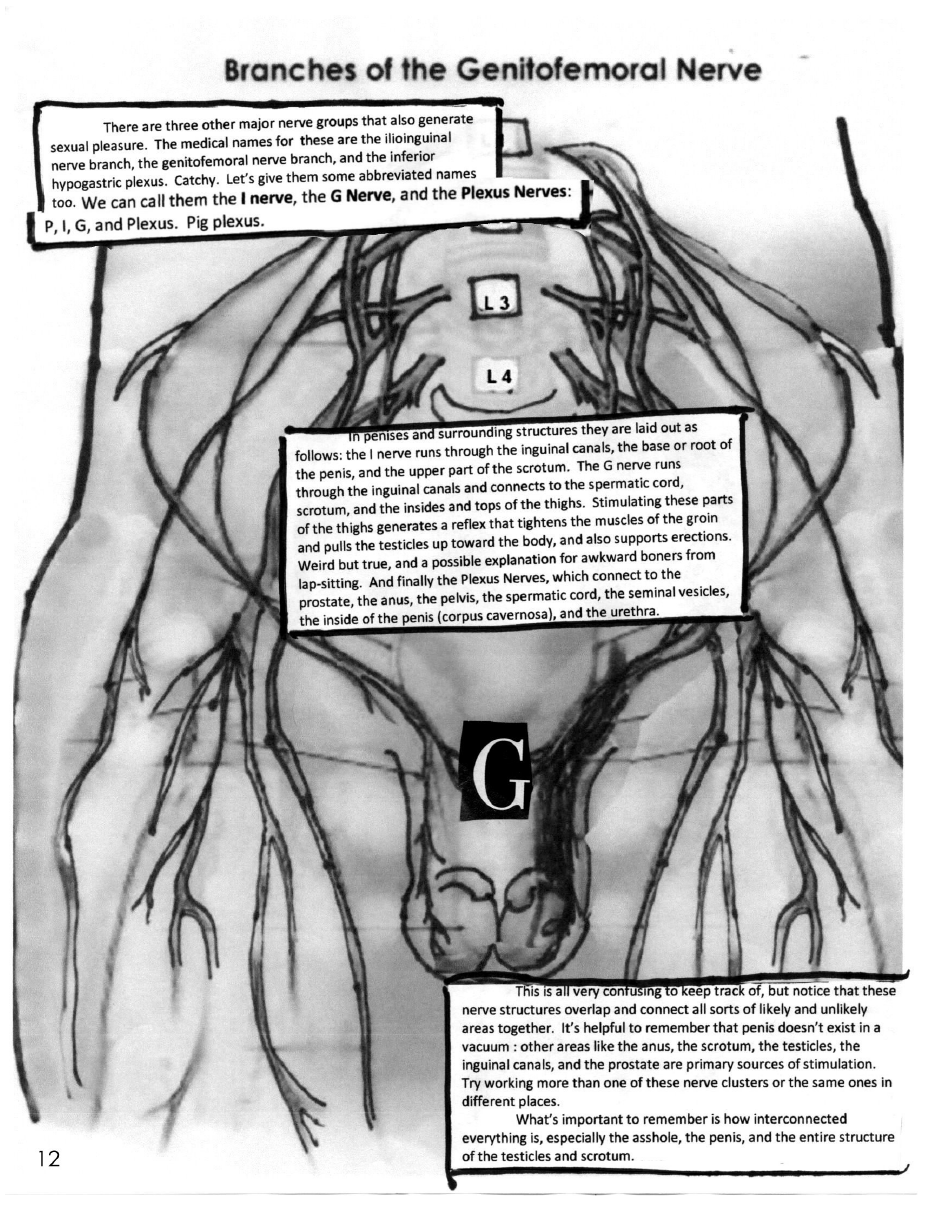 Branches of the Genitofemoral Nerve
There are three other major nerve groups that also generate
sexual pleasure. The medical names for these are the ilioinguinal
nerve branch, the genitofemoral nerve branch, and the inferior
hypogastric plexus. Catchy. Let's give them some abbreviated names
too. We can call them the I nerve, the G Nerve, and the Plexus Nerves:
P, I, G, and Plexus. Pig plexus.
L 3
L 4
In penises and surrounding structures they are laid out as
follows: the I nerve runs through the inguinal canals, the base or root of
the penis, and the upper part of the scrotum. The G nerve runs
through the inguinal canals and connects to the spermatic cord,
scrotum, and the insides and tops of the thighs. Stimulating these parts
of the thighs generates a reflex that tightens the muscles of the groin
and pulls the testicles up toward the body, and also supports erections.
Weird but true, and a possible explanation for awkward boners from
lap-sitting. And finally the Plexus Nerves, which connect to the
prostate, the anus, the pelvis, the spermatic cord, the seminal vesicles,
the inside of the penis (corpus cavernosa), and the urethra.
G
This is all very confusing to keep track of, but notice that these
nerve structures overlap and connect all sorts of likely and unlikely
areas together. It's helpful to remember that penis doesn't exist in a
vacuum : other areas like the anus, the scrotum, the testicles, the
inguinal canals, and the prostate are primary sources of stimulation.
Try working more than one of these nerve clusters or the same ones in
different places.
What's important to remember is how interconnected
everything is, especially the asshole, the penis, and the entire structure
of the testicles and scrotum.
12